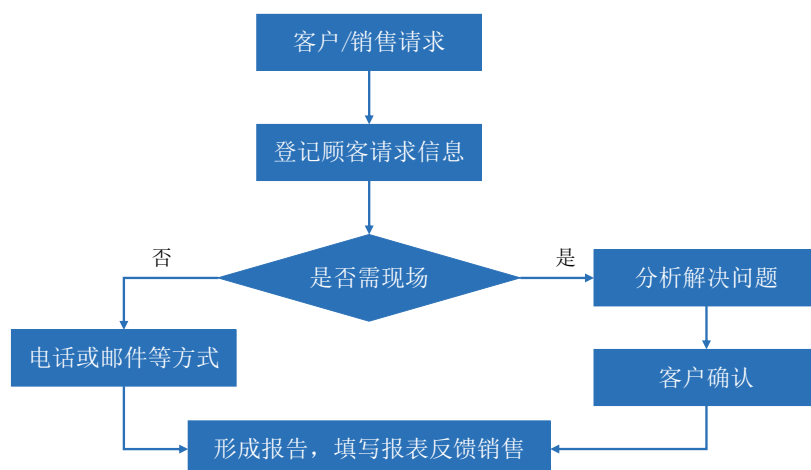 客户/销售请求
登记顾客请求信息
否
是否需现场
是
分析解决问题
电话或邮件等方式
客户确认
形成报告，填写报表反馈销售